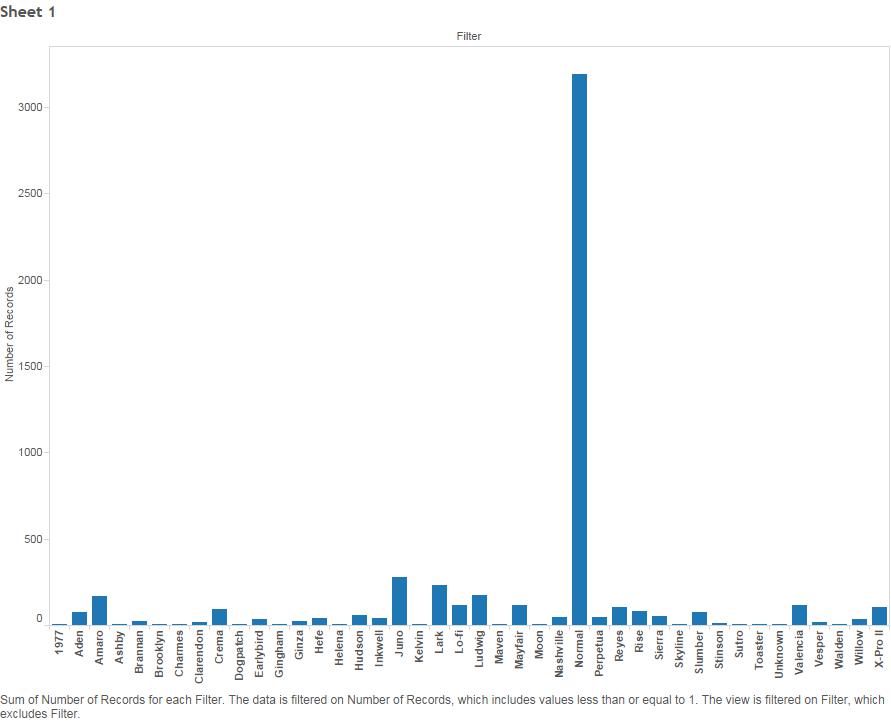 Sheet 1
Filter
Number of Records
3000
2500
2000
1500
1000
500
0
1977
Aden
Amaro
Ashby
Brannan
Brooklyn
Charmes
Clarendon
Crema
Dogpatch
Earlybird
Gingham
Ginza
Hefe
Helena
Hudson
Inkwell
Juno
Kelvin
Lark
Lo-fi
Ludwig
Maven
Mayfair
Moon
Nashville
Normal
Perpetua
Reyes
Rise
Sierra
Skyline
Slumber
Stinson
Sutro
Toaster
Unknown
Valencia
Vesper
Walden
Willow
X-Pro II
Sum of Number of Records for each Filter. The data is filtered on Number of Records, which includes values less than or equal to 1. The view is filtered on Filter, which
excludes Filter.